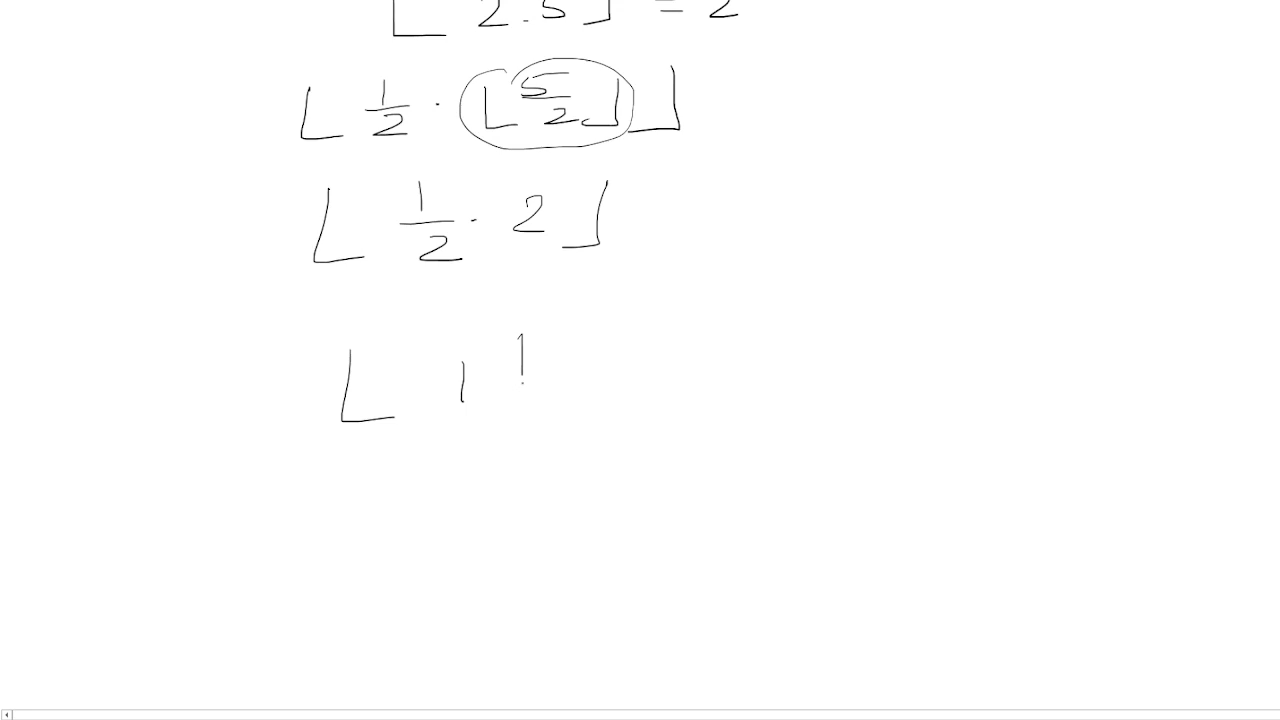 ⌊ 2.5 ⌋ = 2
⌊ 1/2 · ⌊ 5/2 ⌋ ⌋
⌊ 1/2 · 2 ⌋
⌊ 1